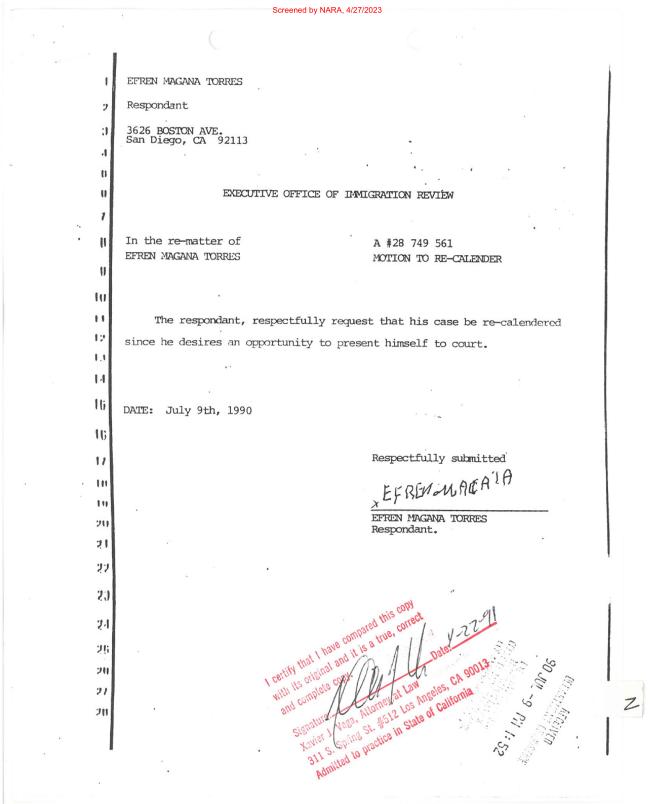 Screened by NARA, 4/27/2023
1 EFREN MAGANA TORRES
2 Respondant
3 3626 BOSTON AVE.
San Diego, CA 92113
4
5
6 EXECUTIVE OFFICE OF IMMIGRATION REVIEW
7
8 In the re-matter of A #28 749 561
EFREN MAGANA TORRES MOTION TO RE-CALENDER
9
10
11 The respondant, respectfully request that his case be re-calendered
12 since he desires an opportunity to present himself to court.
13
14
15 DATE: July 9th, 1990
16
17 Respectfully submitted
18
19 x EFREN MAGAÑA
20 EFREN MAGANA TORRES
Respondant.
21
22
23
24
25
26
27
28
I certify that I have compared this copy
with its original and it is a true, correct
and complete copy.
Signature Date: 4-22-91
Xavier Vega, Attorney at Law
311 S. Spring St. #512 Los Angeles, CA 90013
Admitted to practice in State of California
RECEIVED
90 JUL -9 PM 1:52
N